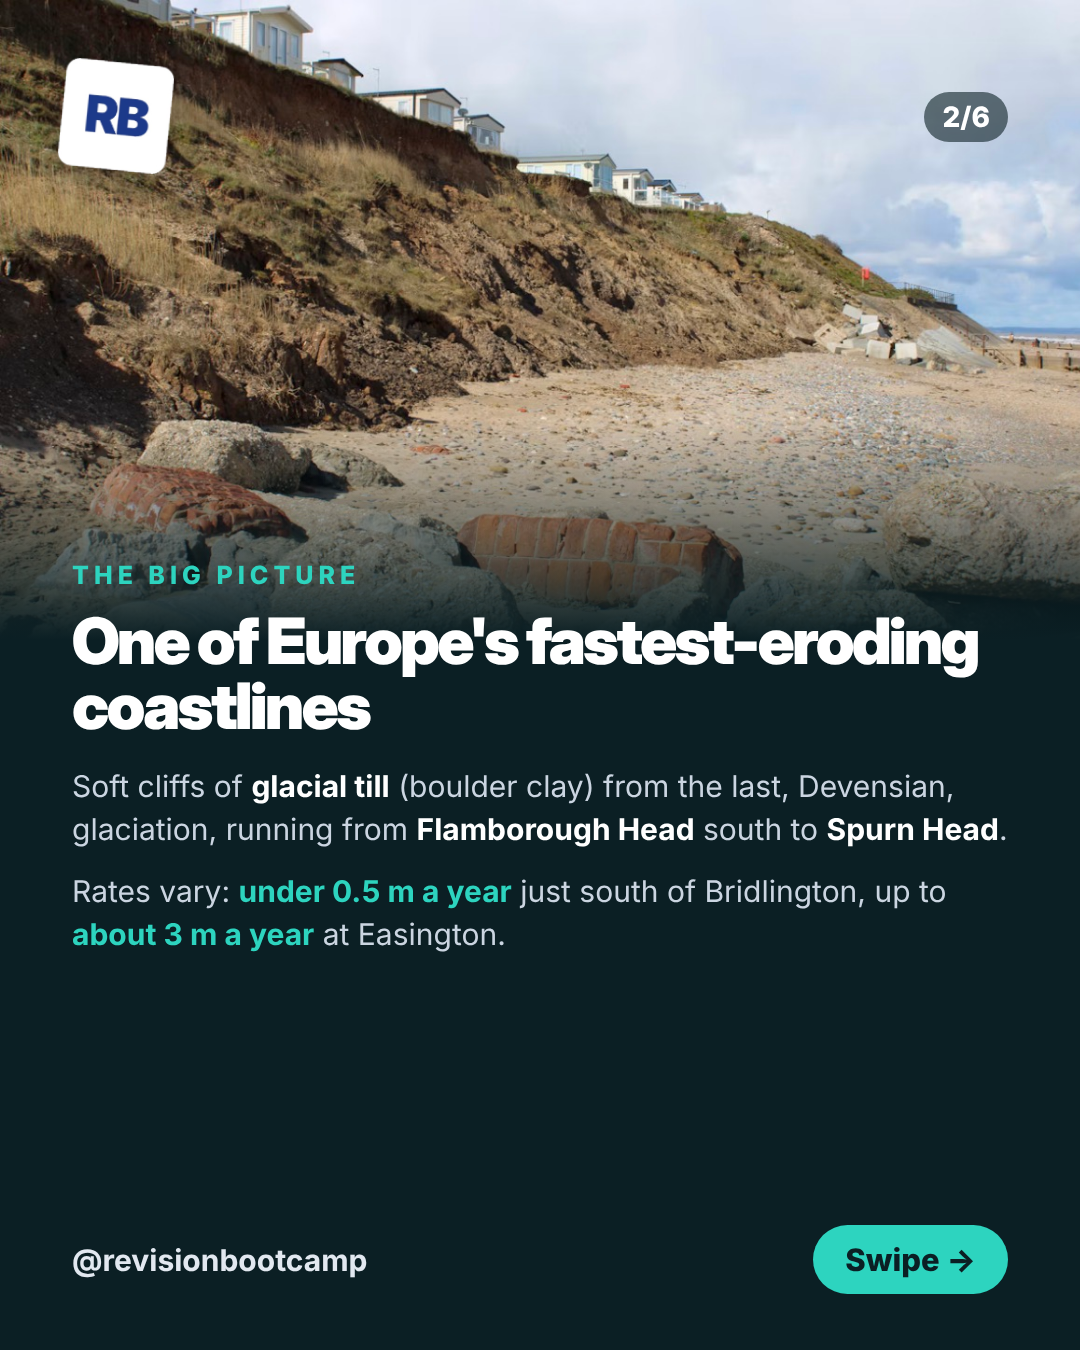 RB
2/6
THE BIG PICTURE
One of Europe's fastest-eroding
coastlines
Soft cliffs of glacial till (boulder clay) from the last, Devensian,
glaciation, running from Flamborough Head south to Spurn Head.
Rates vary: under 0.5 m a year just south of Bridlington, up to
about 3 m a year at Easington.
@revisionbootcamp
Swipe →